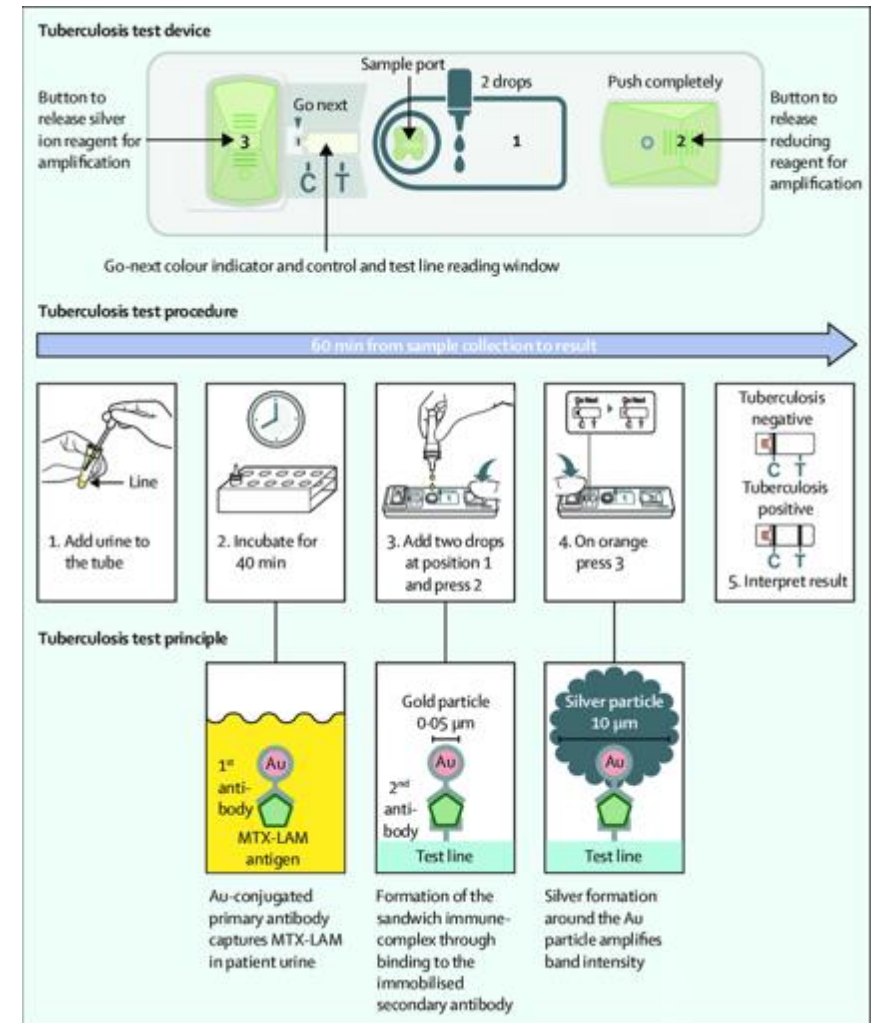 Tuberculosis test device
Sample port
2 drops
Push completely
Button to
release silver
ion reagent for
amplification
3
Go next
C T
1
2
Button to
release
reducing
reagent for
amplification
Go-next colour indicator and control and test line reading window
Tuberculosis test procedure
60 min from sample collection to result
Line
1. Add urine to
the tube
2. Incubate for
40 min
3. Add two drops
at position 1
and press 2
Go Next
C T
Go Next
C T
4. On orange
press 3
Tuberculosis
negative
C T
Tuberculosis
positive
C T
5. Interpret result
Tuberculosis test principle
1st
anti-
body
Au
MTX-LAM
antigen
Au-conjugated
primary antibody
captures MTX-LAM
in patient urine
Gold particle
0·05 μm
Au
2nd
anti-
body
Test line
Formation of the
sandwich immune-
complex through
binding to the
immobilised
secondary antibody
Silver particle
10 μm
Au
Test line
Silver formation
around the Au
particle amplifies
band intensity